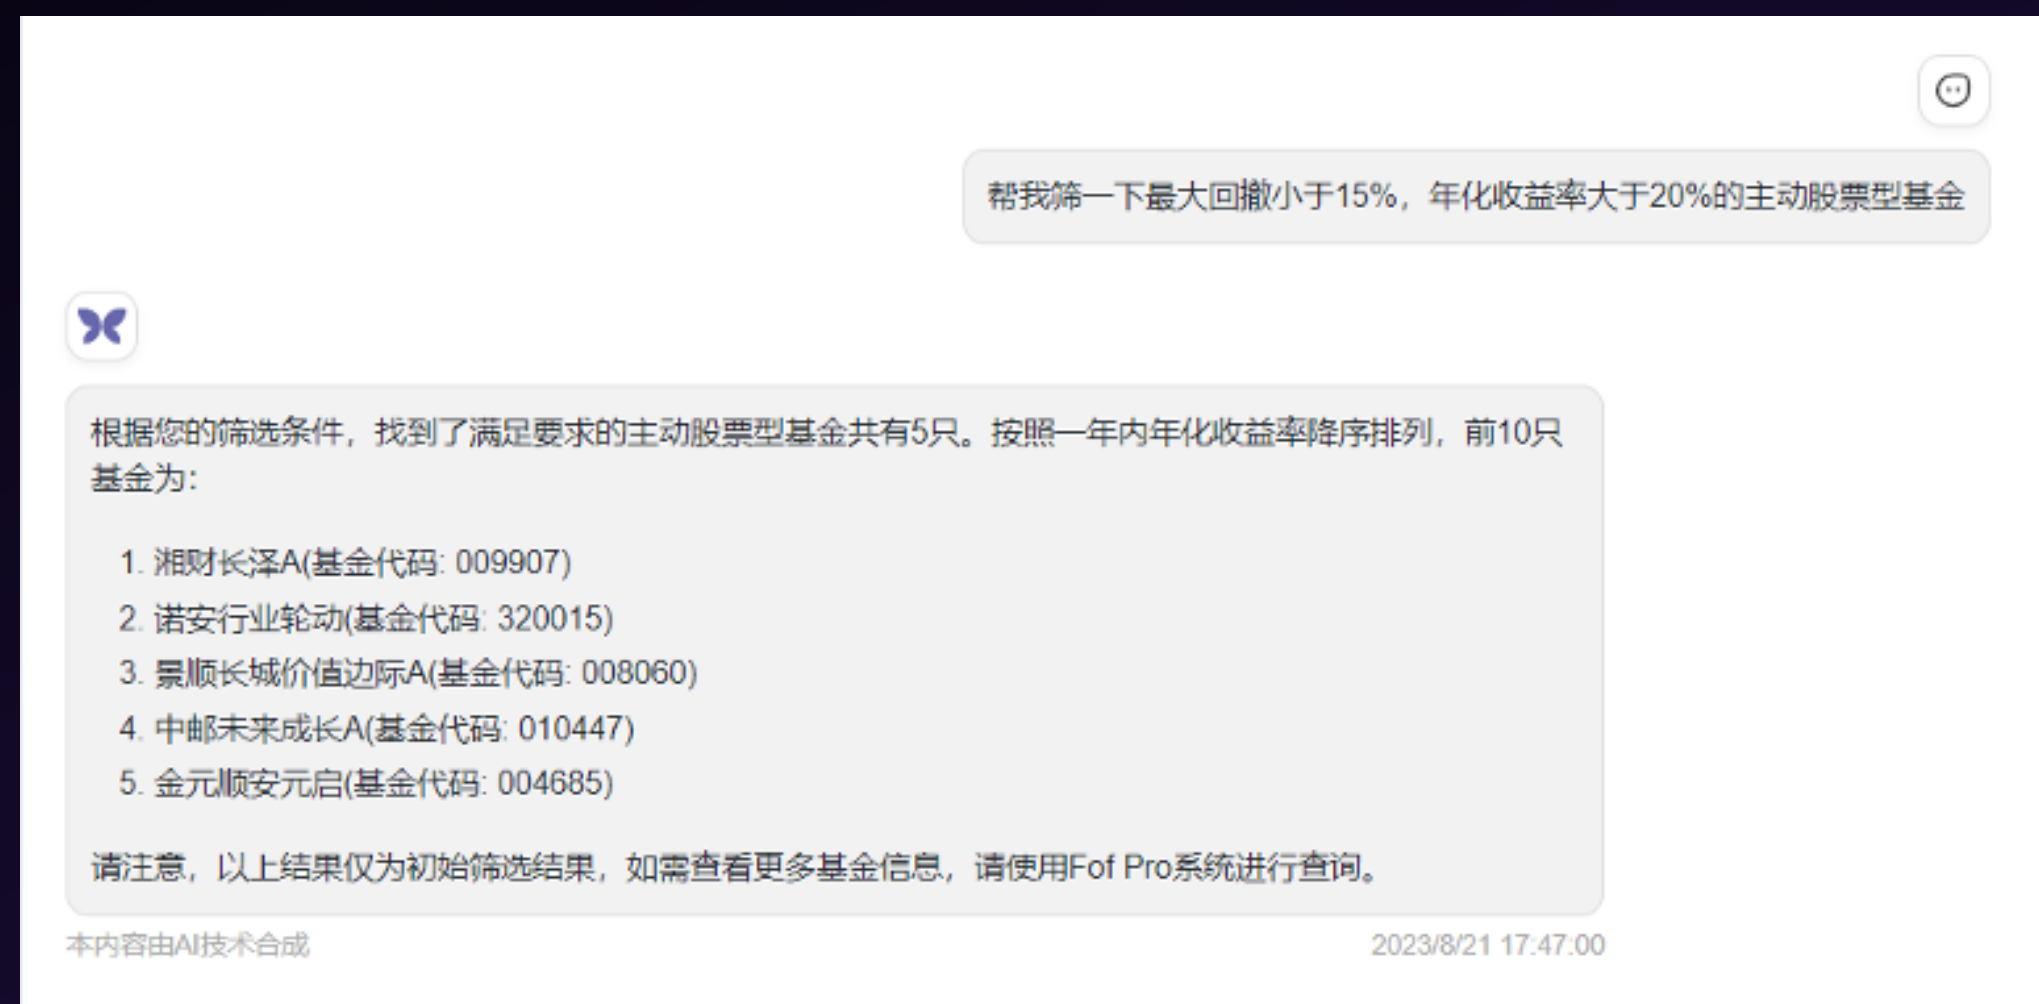 帮我筛一下最大回撤小于15%，年化收益率大于20%的主动股票型基金
根据您的筛选条件，找到了满足要求的主动股票型基金共有5只。按照一年内年化收益率降序排列，前10只
基金为：
1. 湘财长泽A(基金代码: 009907)
2. 诺安行业轮动(基金代码: 320015)
3. 景顺长城价值边际A(基金代码: 008060)
4. 中邮未来成长A(基金代码: 010447)
5. 金元顺安元启(基金代码: 004685)
请注意，以上结果仅为初始筛选结果，如需查看更多基金信息，请使用Fof Pro系统进行查询。
本内容由AI技术合成
2023/8/21 17:47:00